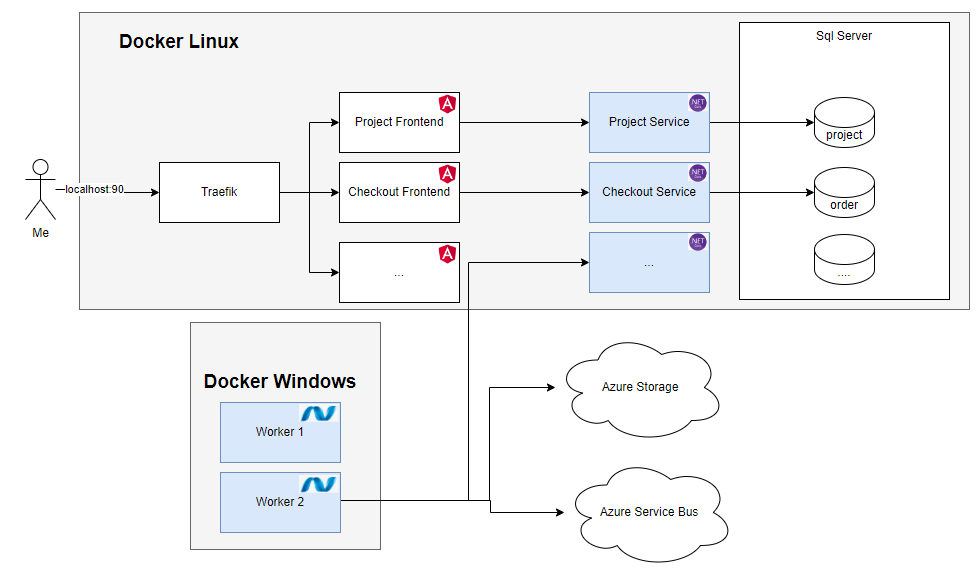 Docker Linux
Sql Server
Project Frontend
Project Service
project
localhost:90
Traefik
Checkout Frontend
Checkout Service
order
Me
...
...
....
Docker Windows
Worker 1
Worker 2
Azure Storage
Azure Service Bus